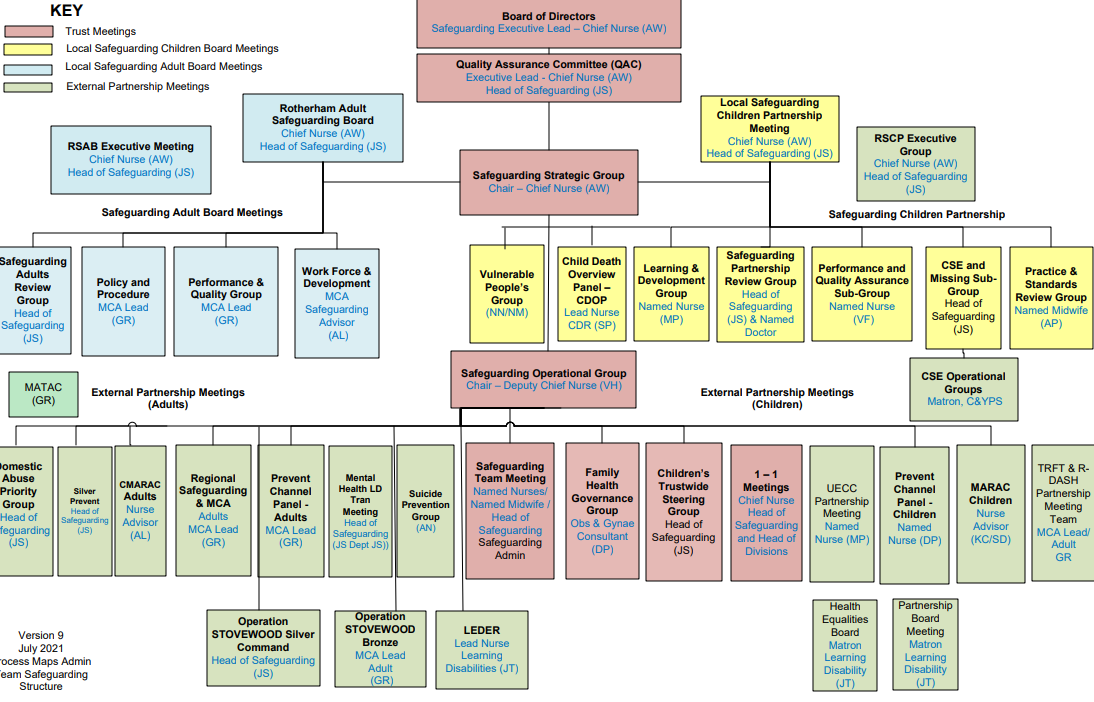 KEY
Trust Meetings
Local Safeguarding Children Board Meetings
Local Safeguarding Adult Board Meetings
External Partnership Meetings
Board of Directors
Safeguarding Executive Lead – Chief Nurse (AW)
Quality Assurance Committee (QAC)
Executive Lead - Chief Nurse (AW)
Head of Safeguarding (JS)
Rotherham Adult
Safeguarding Board
Chief Nurse (AW)
Head of Safeguarding (JS)
RSAB Executive Meeting
Chief Nurse (AW)
Head of Safeguarding (JS)
Local Safeguarding
Children Partnership
Meeting
Chief Nurse (AW)
Head of Safeguarding (JS)
RSCP Executive
Group
Chief Nurse (AW)
Head of Safeguarding
(JS)
Safeguarding Strategic Group
Chair – Chief Nurse (AW)
Safeguarding Adult Board Meetings
Safeguarding Children Partnership
Safeguarding
Adults
Review
Group
Head of
Safeguarding
(JS)
Policy and
Procedure
MCA Lead
(GR)
Performance &
Quality Group
MCA Lead
(GR)
Work Force &
Development
MCA
Safeguarding
Advisor
(AL)
Vulnerable
People's
Group
(NN/NM)
Child Death
Overview
Panel –
CDOP
Lead Nurse
CDR (SP)
Learning &
Development
Group
Named Nurse
(MP)
Safeguarding
Partnership
Review Group
Head of
Safeguarding
(JS) & Named
Doctor
Performance and
Quality Assurance
Sub-Group
Named Nurse
(VF)
CSE and
Missing Sub-
Group
Head of
Safeguarding
(JS)
Practice &
Standards
Review Group
Named Midwife
(AP)
Safeguarding Operational Group
Chair – Deputy Chief Nurse (VH)
CSE Operational
Groups
Matron, C&YPS
MATAC
(GR)
External Partnership Meetings
(Adults)
External Partnership Meetings
(Children)
Domestic
Abuse
Priority
Group
Head of
feguarding
(JS)
Silver
Prevent
Head of
Safeguarding
(JS)
CMARAC
Adults
Nurse
Advisor
(AL)
Regional
Safeguarding
& MCA
Adults
MCA Lead
(GR)
Prevent
Channel
Panel -
Adults
MCA Lead
(GR)
Mental
Health LD
Tran
Meeting
Head of
Safeguarding
(JS Dept JS))
Suicide
Prevention
Group
(AN)
Safeguarding
Team Meeting
Named Nurses/
Named Midwife /
Head of
Safeguarding
Safeguarding
Admin
Family
Health
Governance
Group
Obs & Gynae
Consultant
(DP)
Children's
Trustwide
Steering
Group
Head of
Safeguarding
(JS)
1 – 1
Meetings
Chief Nurse
Head of
Safeguarding
and Head of
Divisions
UECC
Partnership
Meeting
Named
Nurse (MP)
Prevent
Channel
Panel -
Children
Named
Nurse (DP)
MARAC
Children
Nurse
Advisor
(KC/SD)
TRFT & R-
DASH
Partnership
Meeting
Team
MCA Lead/
Adult
GR
Operation
STOVEWOOD Silver
Command
Head of Safeguarding
(JS)
Operation
STOVEWOOD
Bronze
MCA Lead
Adult
(GR)
LEDER
Lead Nurse
Learning
Disabilities (JT)
Health
Equalities
Board
Matron
Learning
Disability
(JT)
Partnership
Board
Meeting
Matron
Learning
Disability
(JT)
Version 9
July 2021
rocess Maps Admin
Team Safeguarding
Structure